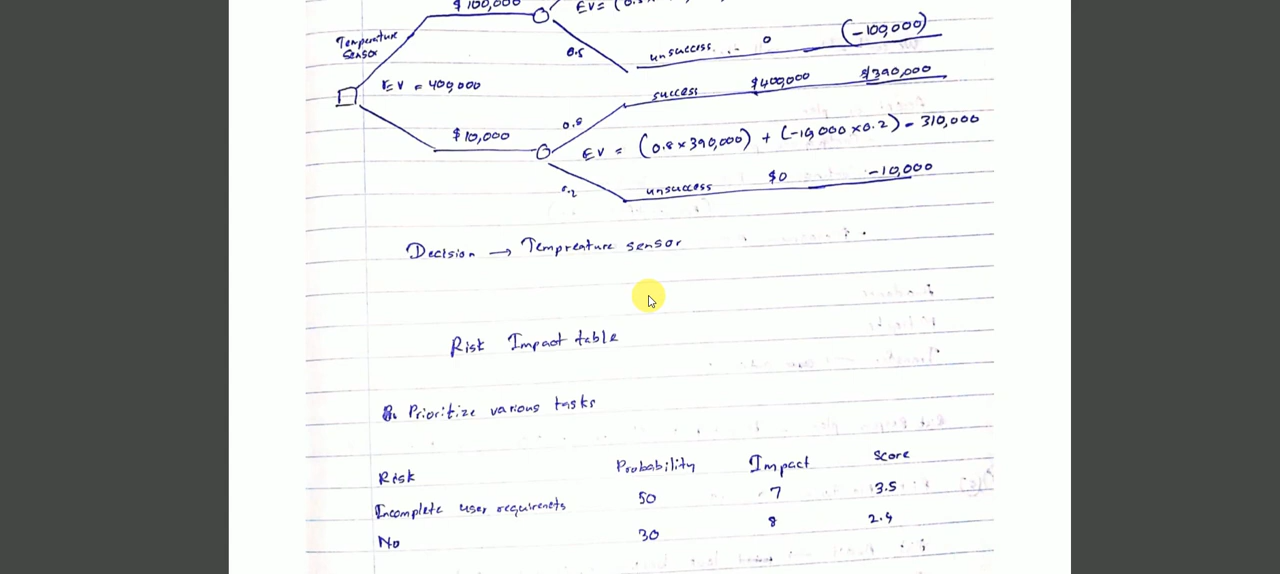 $ 100,000
EV = (0.
Temperature
sensor
0.5
unsuccess ... 0 (-100,000)
EV = 400,000
success $400,000 $390,000
0.8
$10,000
EV = (0.8 x 390,000) + (-10,000 x 0.2) - 310,000
0.2
unsuccess $0 -10,000
Decision → Tempreature sensor
Risk Impact table
Prioritize various tasks
Risk Probability Impact Score
Incomplete user requirenets 50 7 3.5
No 30 8 2.4